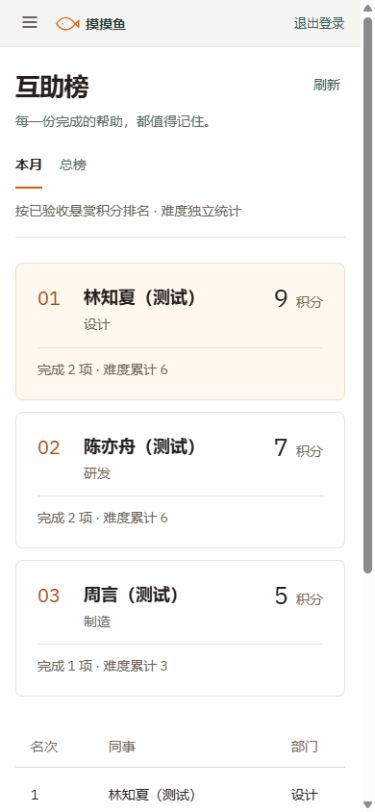 摸摸鱼
退出登录
互助榜
刷新
每一份完成的帮助，都值得记住。
本月 总榜
按已验收悬赏积分排名 · 难度独立统计
01 林知夏（测试） 9 积分
设计
完成 2 项 · 难度累计 6
02 陈亦舟（测试） 7 积分
研发
完成 2 项 · 难度累计 6
03 周言（测试） 5 积分
制造
完成 1 项 · 难度累计 3
名次 同事 部门
1 林知夏（测试） 设计